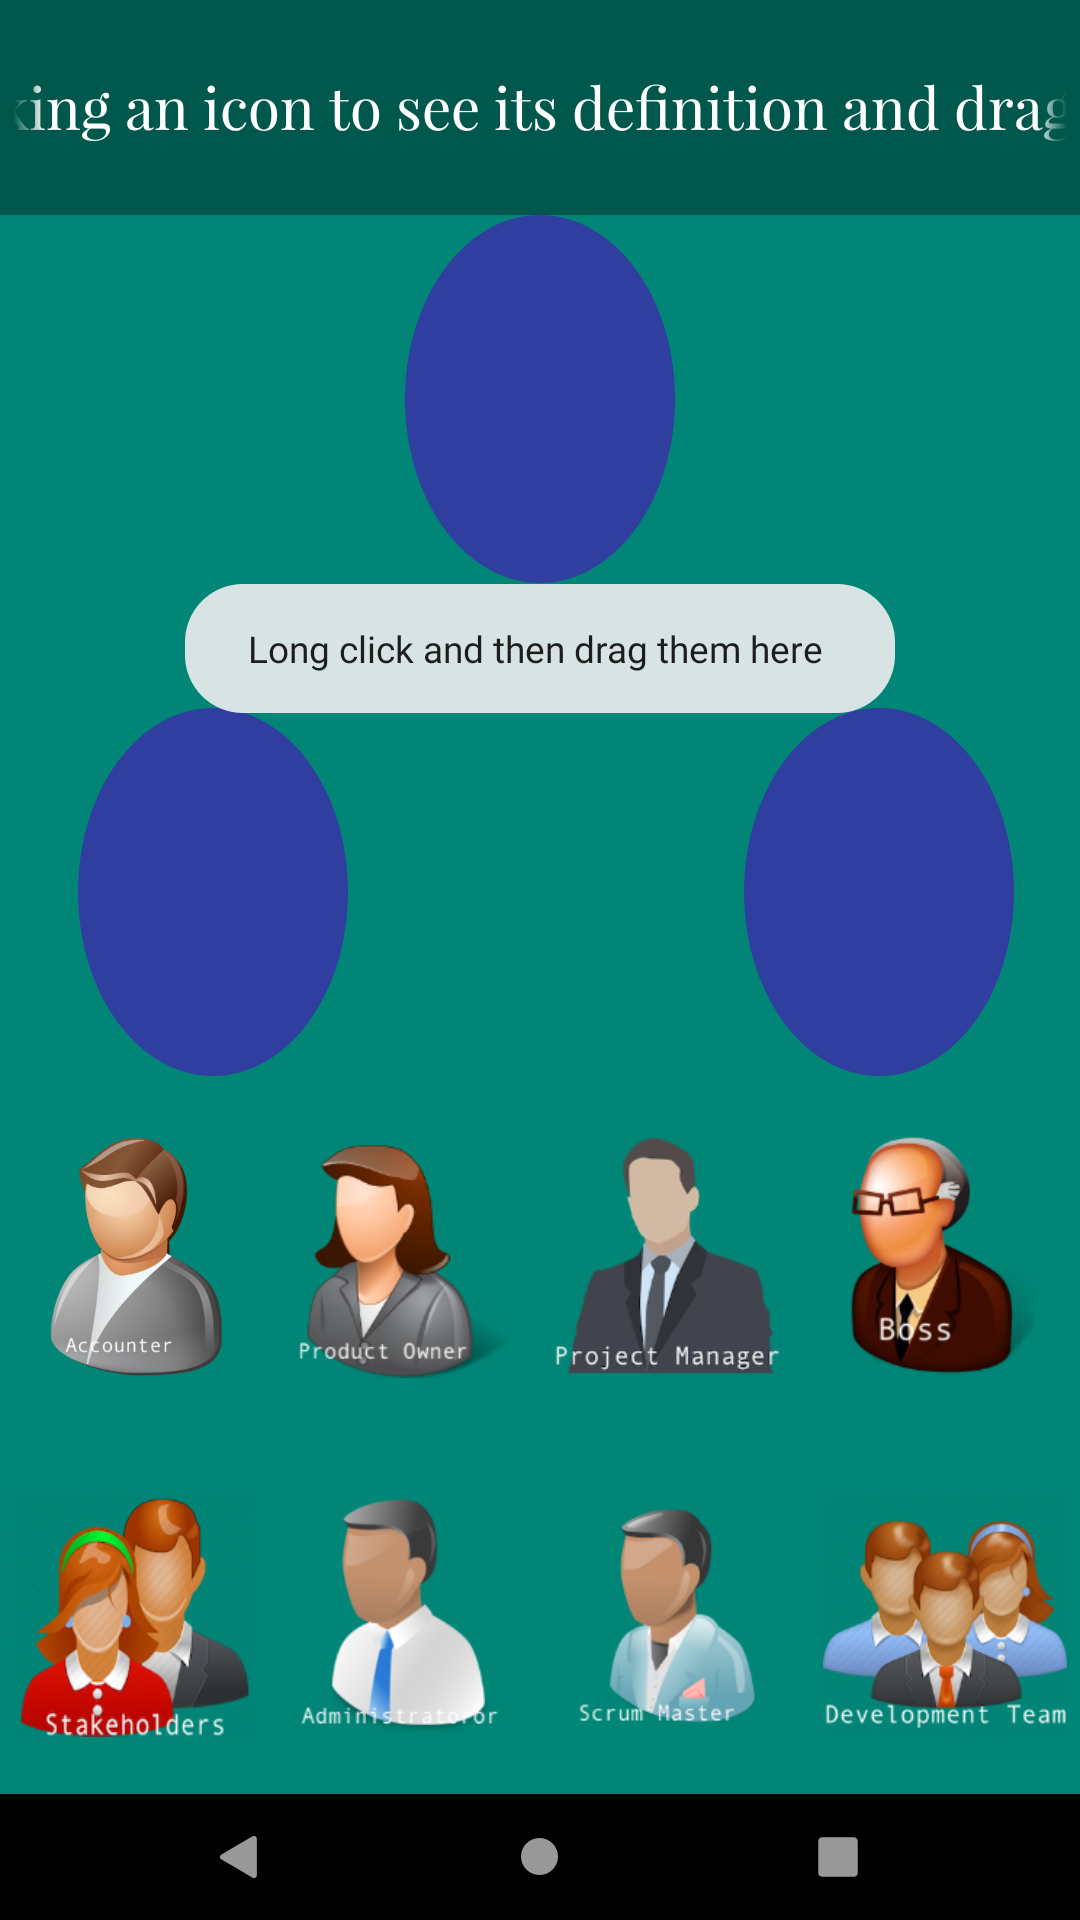 king an icon to see its definition and drag
Long click and then drag them here
Accounter
Product Owner
Project Manager
Boss
Stakeholders
Administratoror
Scrum Master
Development Team